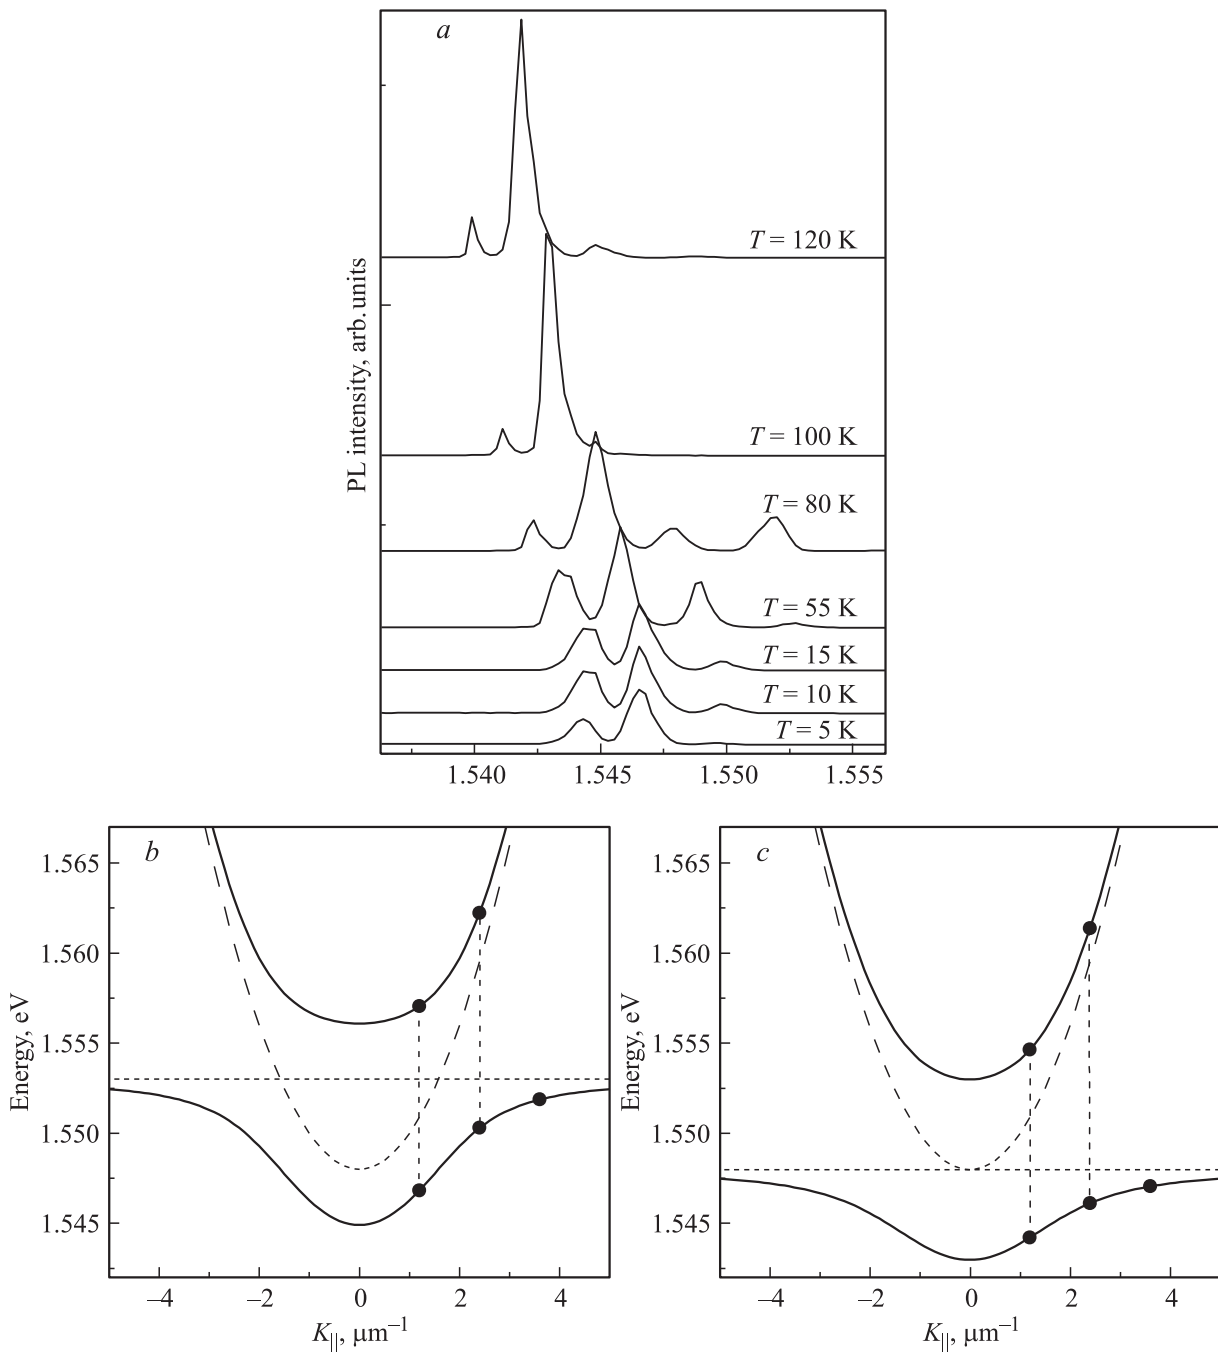 a
PL intensity, arb. units
T = 120 K
T = 100 K
T = 80 K
T = 55 K
T = 15 K
T = 10 K
T = 5 K
1.540 1.545 1.550 1.555
b
Energy, eV
1.565
1.560
1.555
1.550
1.545
–4 –2 0 2 4
K||, μm–1
c
Energy, eV
1.565
1.560
1.555
1.550
1.545
–4 –2 0 2 4
K||, μm–1